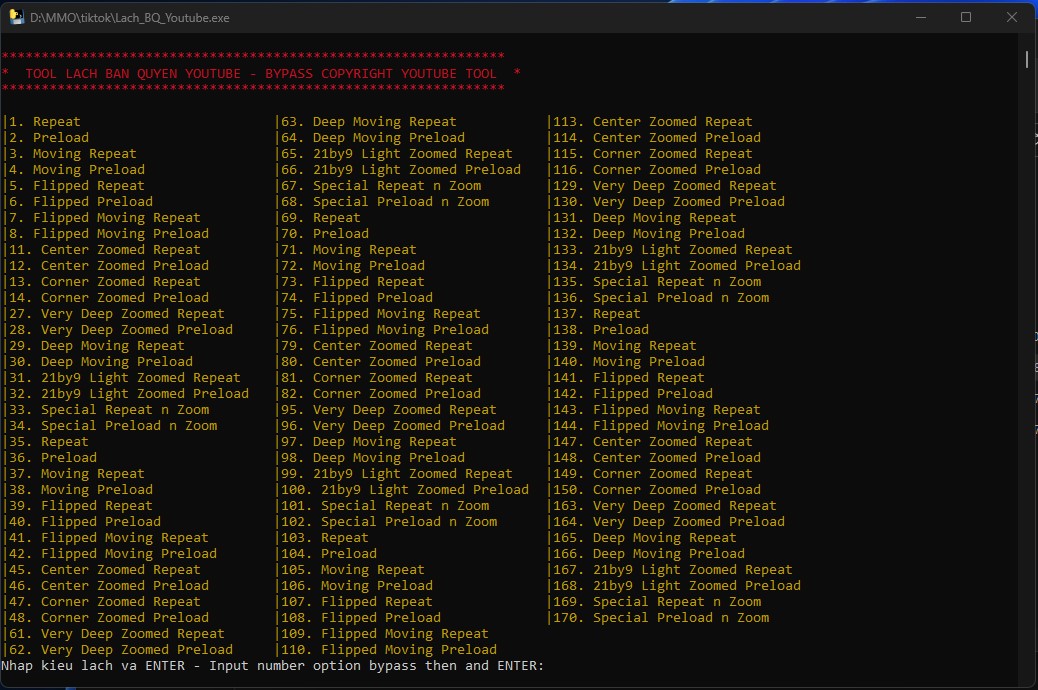 D:\MMO\tiktok\Lach_BQ_Youtube.exe
***************************************************************
* TOOL LACH BAN QUYEN YOUTUBE - BYPASS COPYRIGHT YOUTUBE TOOL *
***************************************************************
|1. Repeat |63. Deep Moving Repeat |113. Center Zoomed Repeat
|2. Preload |64. Deep Moving Preload |114. Center Zoomed Preload
|3. Moving Repeat |65. 21by9 Light Zoomed Repeat |115. Corner Zoomed Repeat
|4. Moving Preload |66. 21by9 Light Zoomed Preload |116. Corner Zoomed Preload
|5. Flipped Repeat |67. Special Repeat n Zoom |129. Very Deep Zoomed Repeat
|6. Flipped Preload |68. Special Preload n Zoom |130. Very Deep Zoomed Preload
|7. Flipped Moving Repeat |69. Repeat |131. Deep Moving Repeat
|8. Flipped Moving Preload |70. Preload |132. Deep Moving Preload
|11. Center Zoomed Repeat |71. Moving Repeat |133. 21by9 Light Zoomed Repeat
|12. Center Zoomed Preload |72. Moving Preload |134. 21by9 Light Zoomed Preload
|13. Corner Zoomed Repeat |73. Flipped Repeat |135. Special Repeat n Zoom
|14. Corner Zoomed Preload |74. Flipped Preload |136. Special Preload n Zoom
|27. Very Deep Zoomed Repeat |75. Flipped Moving Repeat |137. Repeat
|28. Very Deep Zoomed Preload |76. Flipped Moving Preload |138. Preload
|29. Deep Moving Repeat |79. Center Zoomed Repeat |139. Moving Repeat
|30. Deep Moving Preload |80. Center Zoomed Preload |140. Moving Preload
|31. 21by9 Light Zoomed Repeat |81. Corner Zoomed Repeat |141. Flipped Repeat
|32. 21by9 Light Zoomed Preload |82. Corner Zoomed Preload |142. Flipped Preload
|33. Special Repeat n Zoom |95. Very Deep Zoomed Repeat |143. Flipped Moving Repeat
|34. Special Preload n Zoom |96. Very Deep Zoomed Preload |144. Flipped Moving Preload
|35. Repeat |97. Deep Moving Repeat |147. Center Zoomed Repeat
|36. Preload |98. Deep Moving Preload |148. Center Zoomed Preload
|37. Moving Repeat |99. 21by9 Light Zoomed Repeat |149. Corner Zoomed Repeat
|38. Moving Preload |100. 21by9 Light Zoomed Preload |150. Corner Zoomed Preload
|39. Flipped Repeat |101. Special Repeat n Zoom |163. Very Deep Zoomed Repeat
|40. Flipped Preload |102. Special Preload n Zoom |164. Very Deep Zoomed Preload
|41. Flipped Moving Repeat |103. Repeat |165. Deep Moving Repeat
|42. Flipped Moving Preload |104. Preload |166. Deep Moving Preload
|45. Center Zoomed Repeat |105. Moving Repeat |167. 21by9 Light Zoomed Repeat
|46. Center Zoomed Preload |106. Moving Preload |168. 21by9 Light Zoomed Preload
|47. Corner Zoomed Repeat |107. Flipped Repeat |169. Special Repeat n Zoom
|48. Corner Zoomed Preload |108. Flipped Preload |170. Special Preload n Zoom
|61. Very Deep Zoomed Repeat |109. Flipped Moving Repeat
|62. Very Deep Zoomed Preload |110. Flipped Moving Preload
Nhap kieu lach va ENTER - Input number option bypass then and ENTER: